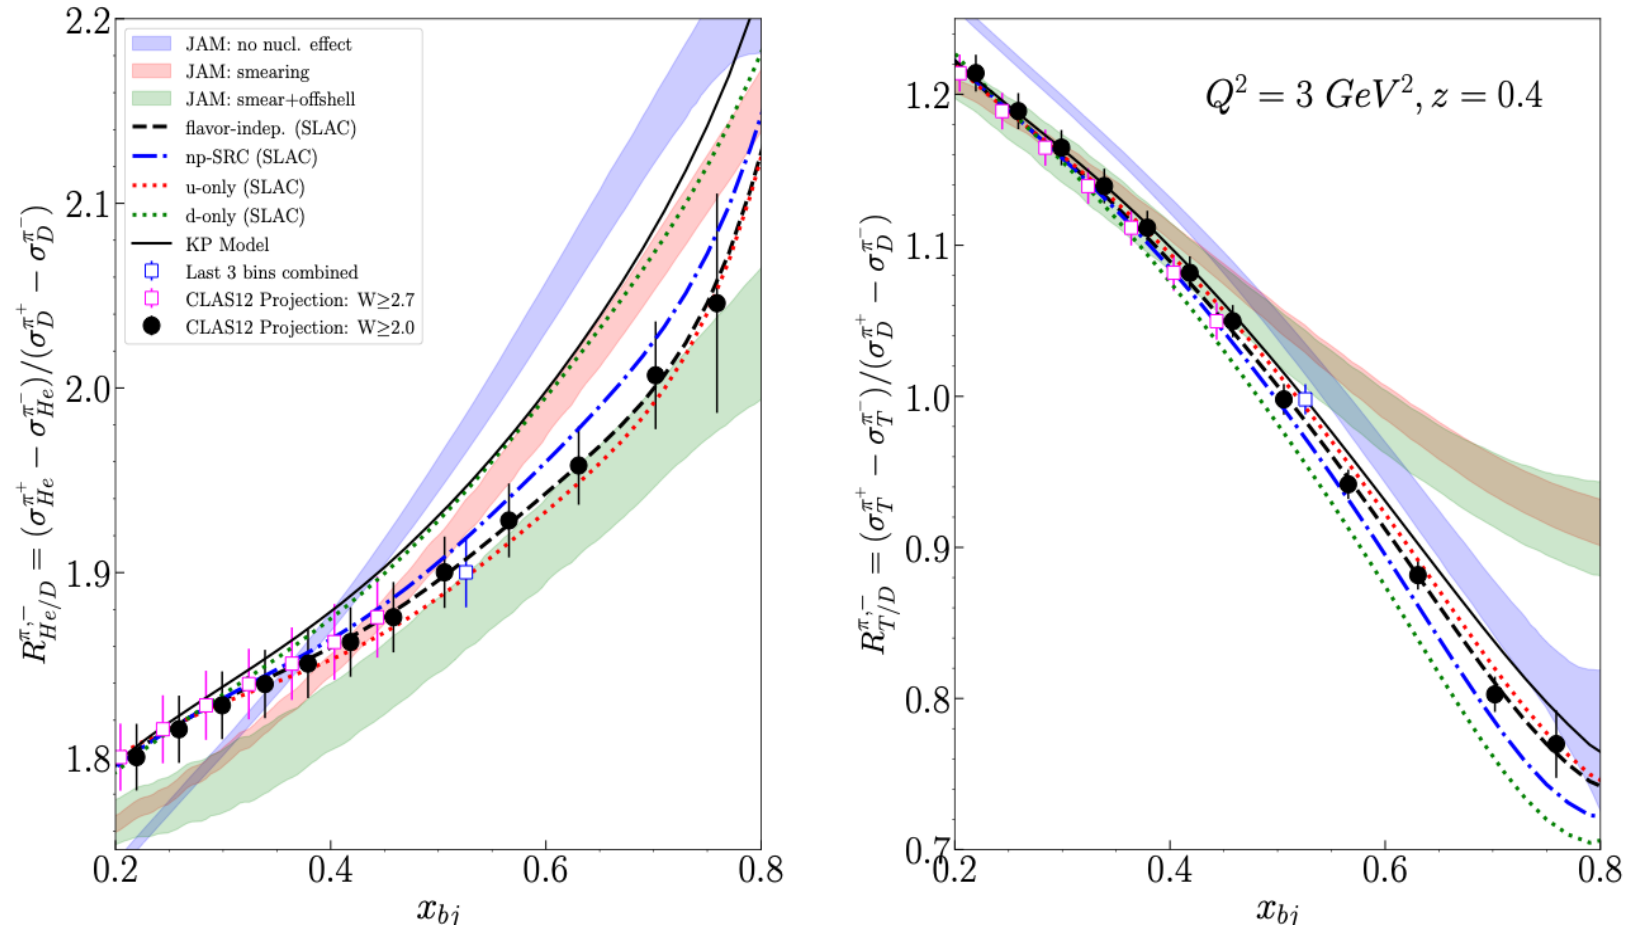 2.2
2.1
2.0
1.9
1.8
0.2
0.4
0.6
0.8
x_{bj}
R^{π,−}_{He/D} = (σ^{π^+}_{He} − σ^{π^−}_{He})/(σ^{π^+}_D − σ^{π^−}_D)
JAM: no nucl. effect
JAM: smearing
JAM: smear+offshell
flavor-indep. (SLAC)
np-SRC (SLAC)
u-only (SLAC)
d-only (SLAC)
KP Model
Last 3 bins combined
CLAS12 Projection: W≥2.7
CLAS12 Projection: W≥2.0
1.2
1.1
1.0
0.9
0.8
0.7
0.2
0.4
0.6
0.8
x_{bj}
R^{π,−}_{T/D} = (σ^{π^+}_T − σ^{π^−}_T)/(σ^{π^+}_D − σ^{π^−}_D)
Q² = 3 GeV², z = 0.4